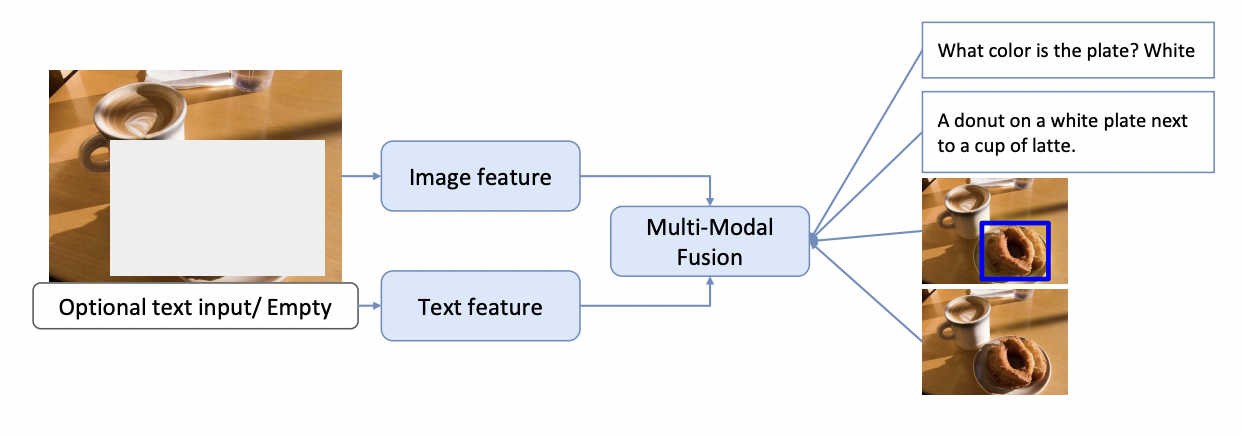 What color is the plate? White
A donut on a white plate next
to a cup of latte.
Image feature
Multi-Modal
Fusion
Optional text input/ Empty
Text feature